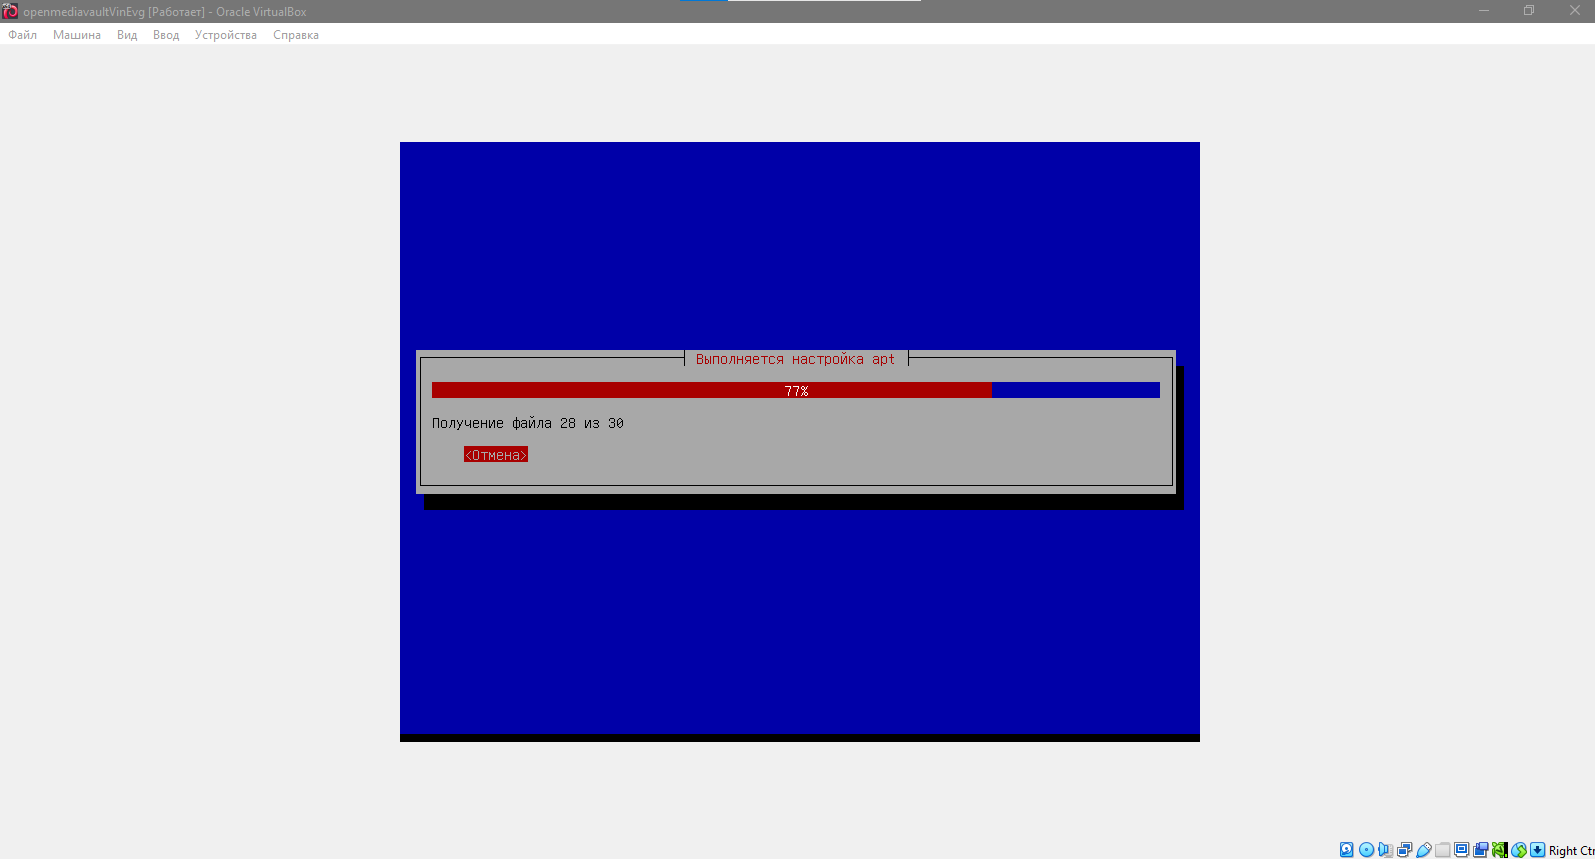 openmediavaultVinEvg [Работает] - Oracle VirtualBox
Файл Машина Вид Ввод Устройства Справка
Выполняется настройка apt
77%
Получение файла 28 из 30
<Отмена>
Right Ctr